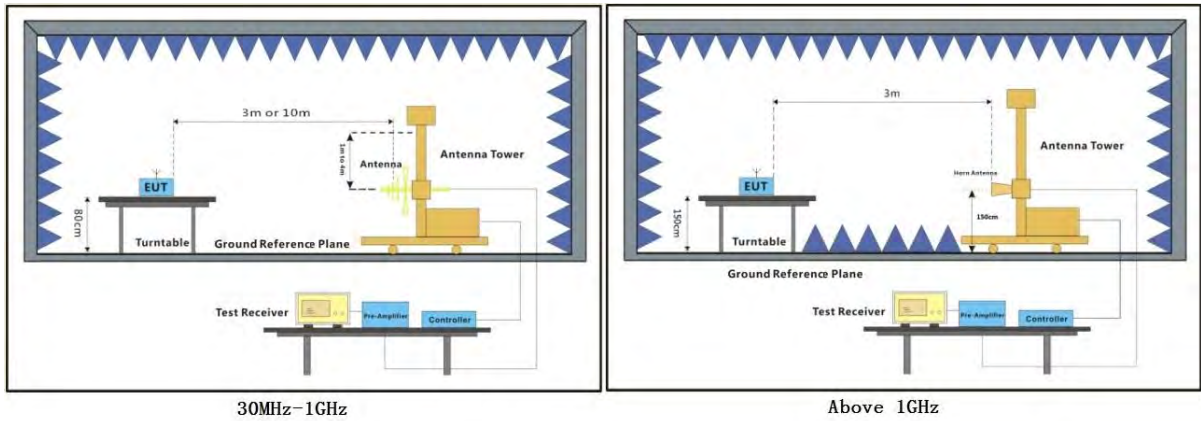 3m or 10m
1m to 4m
Antenna
Antenna Tower
EUT
80cm
Turntable
Ground Reference Plane
Test Receiver
Pre-Amplifier
Controller
30MHz-1GHz
3m
Antenna Tower
Horn Antenna
EUT
150cm
150cm
Turntable
Ground Reference Plane
Test Receiver
Pre-Amplifier
Controller
Above 1GHz